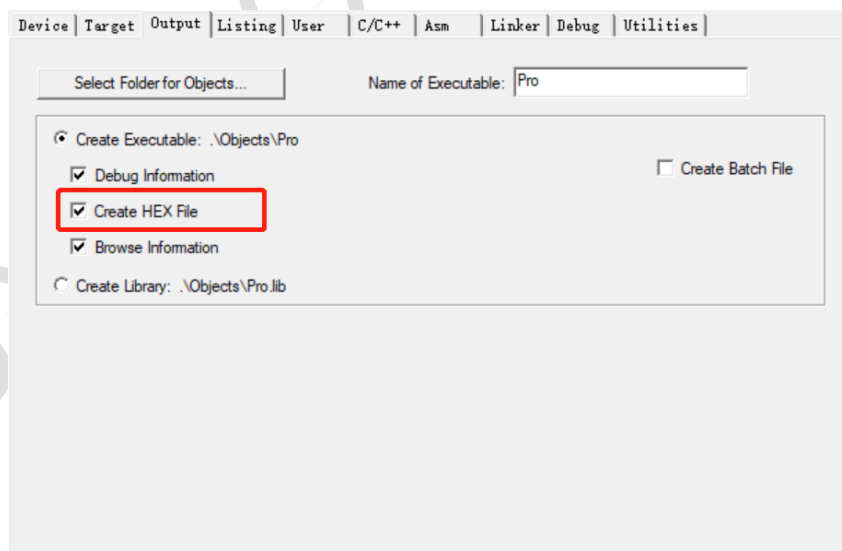 Device Target Output Listing User C/C++ Asm Linker Debug Utilities
Select Folder for Objects... Name of Executable: Pro
Create Executable: .\Objects\Pro
Debug Information Create Batch File
Create HEX File
Browse Information
Create Library: .\Objects\Pro.lib